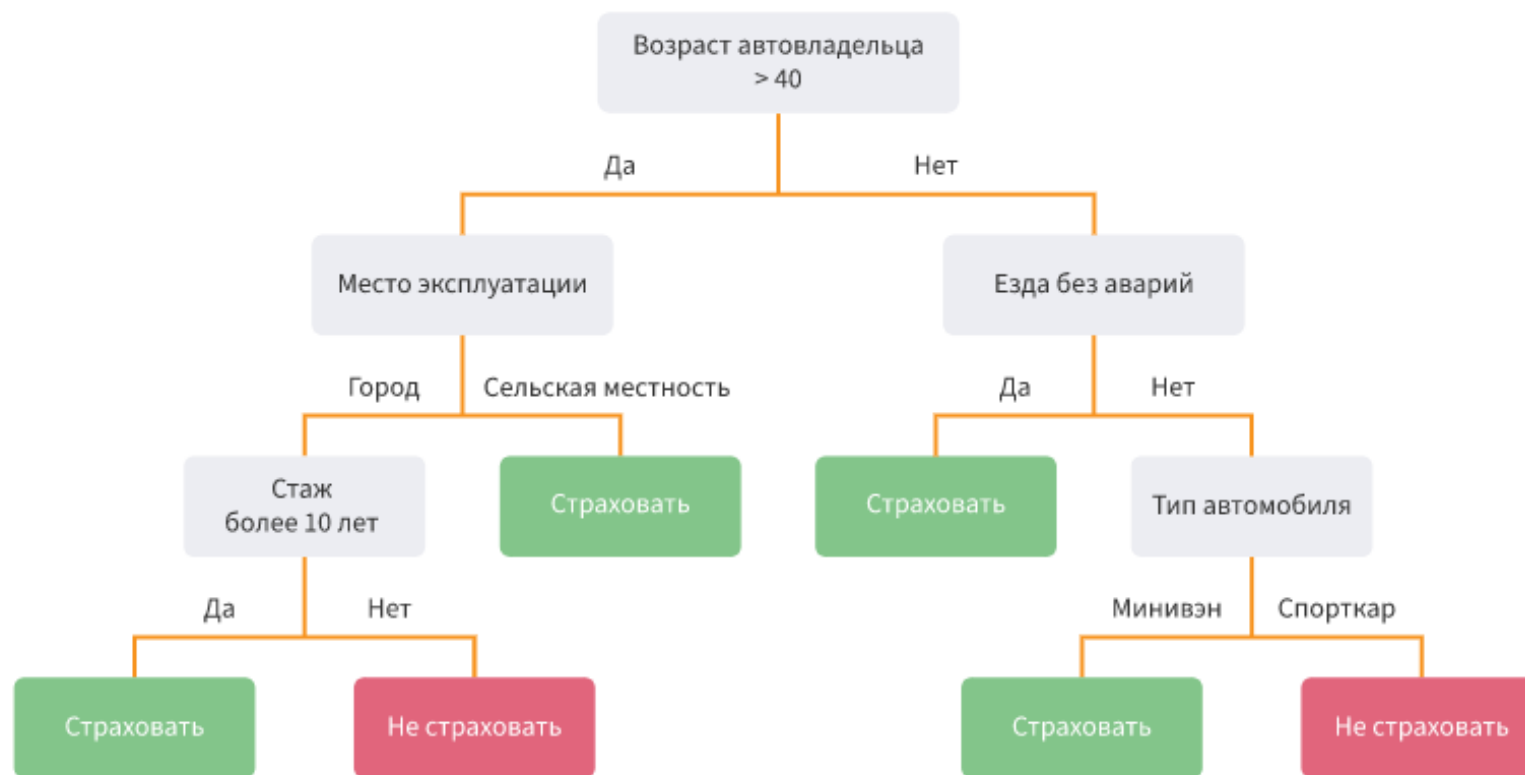 Возраст автовладельца
> 40
Да
Нет
Место эксплуатации
Езда без аварий
Город
Сельская местность
Да
Нет
Стаж
более 10 лет
Страховать
Страховать
Тип автомобиля
Да
Нет
Минивэн
Спорткар
Страховать
Не страховать
Страховать
Не страховать